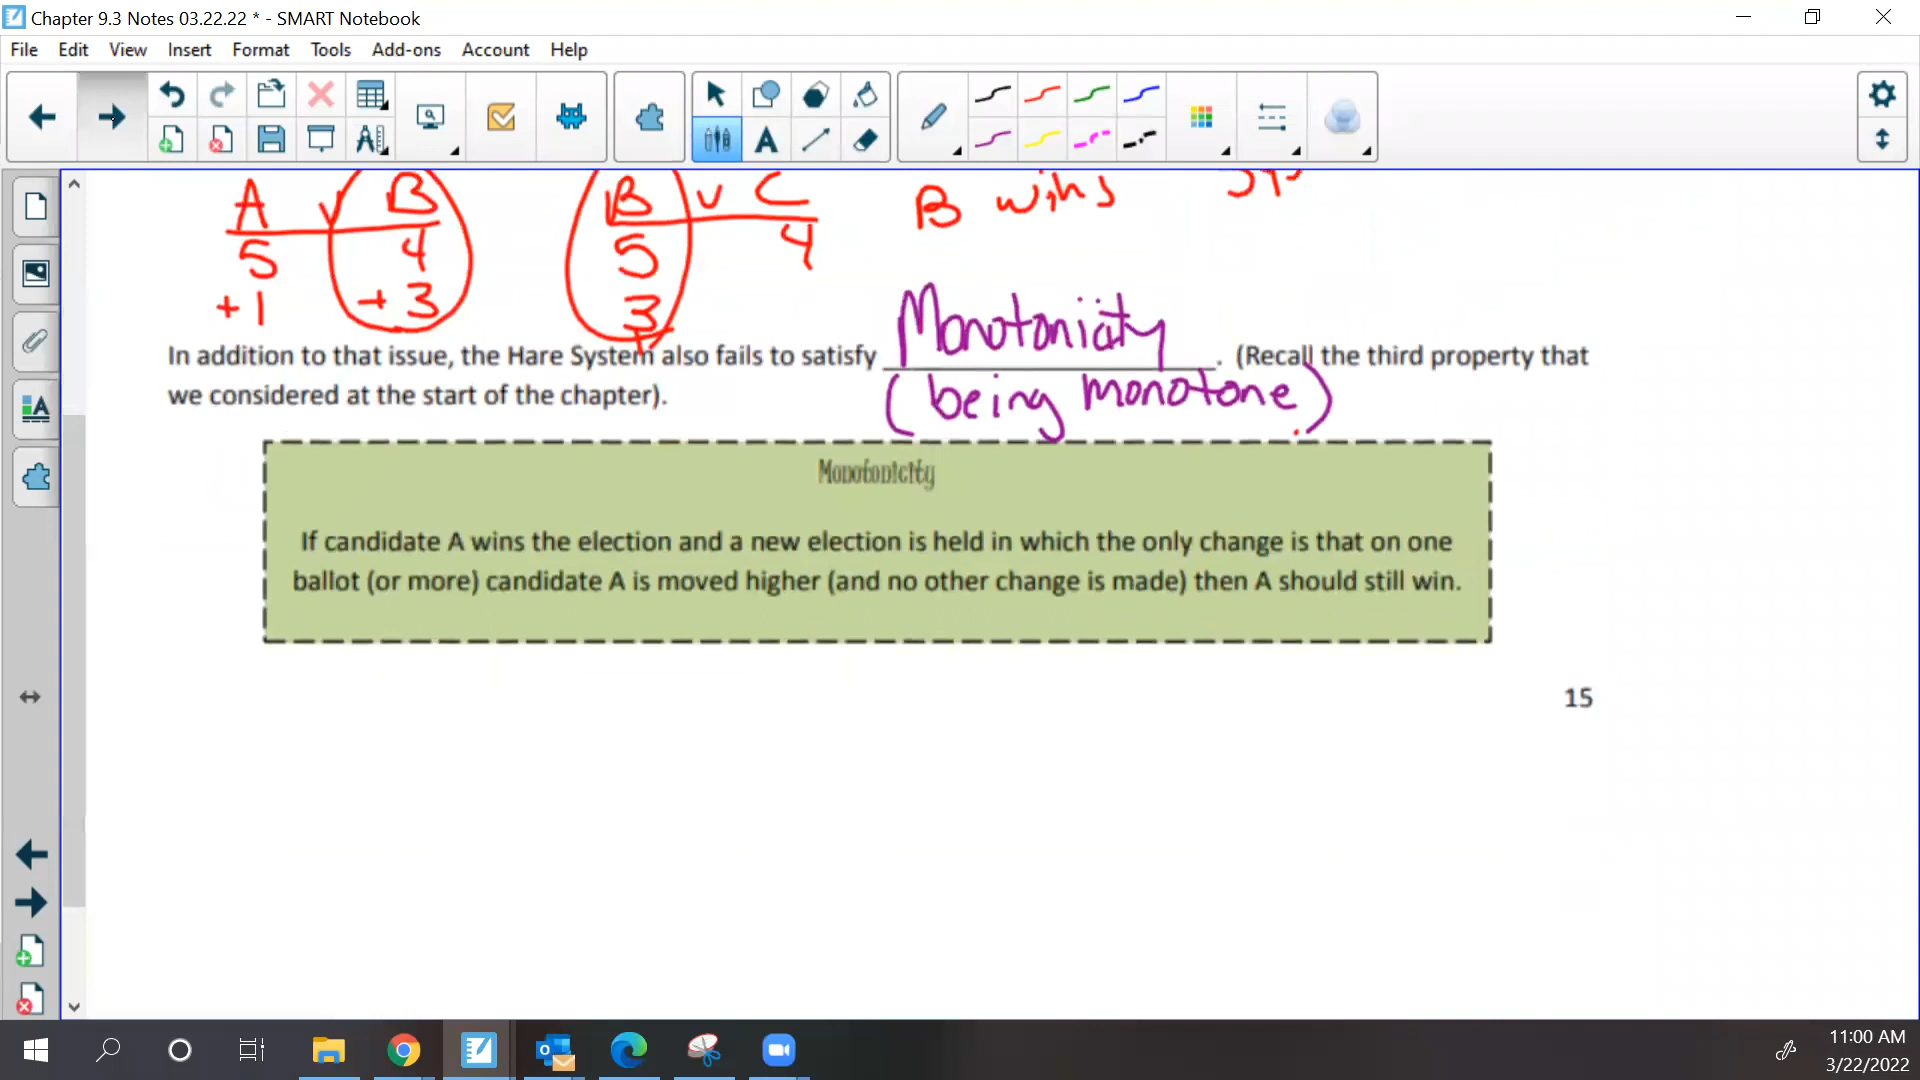 Chapter 9.3 Notes 03.22.22 * - SMART Notebook
File Edit View Insert Format Tools Add-ons Account Help
A v B B v C B wins
5 4 5 4
+1 +3 3
Monotonicity
In addition to that issue, the Hare System also fails to satisfy ____. (Recall the third property that
we considered at the start of the chapter).
(being monotone)
Monotonicity
If candidate A wins the election and a new election is held in which the only change is that on one
ballot (or more) candidate A is moved higher (and no other change is made) then A should still win.
15
11:00 AM
3/22/2022